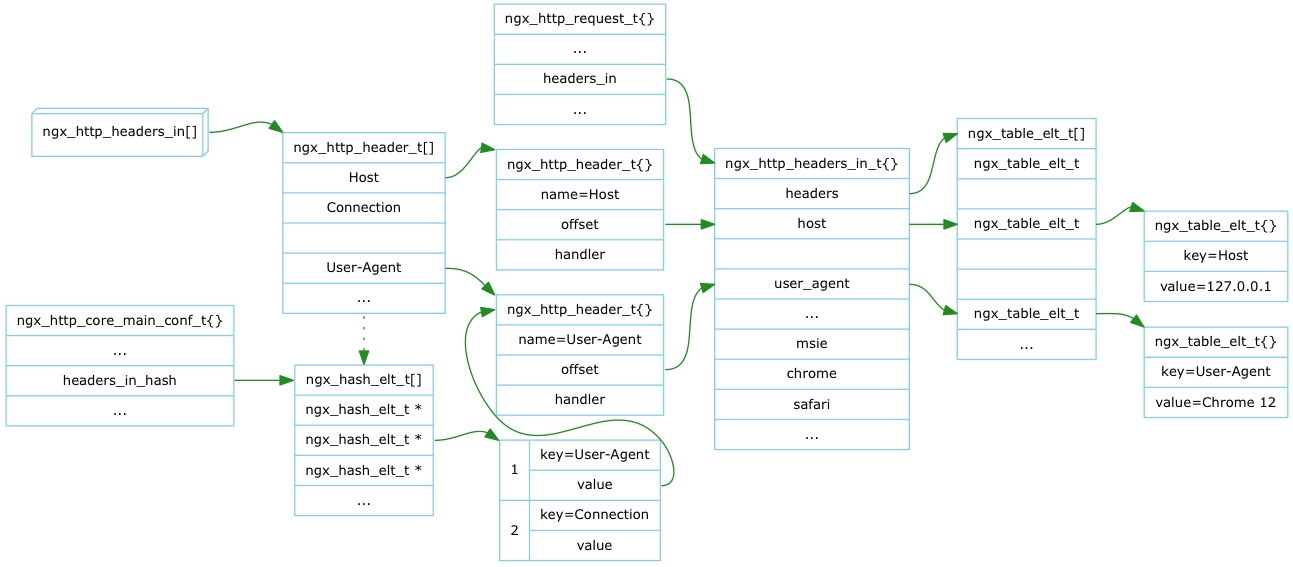 ngx_http_request_t{}
...
headers_in
...
ngx_http_headers_in[]
ngx_http_header_t[]
Host
Connection
User-Agent
...
ngx_http_header_t{}
name=Host
offset
handler
ngx_http_headers_in_t{}
headers
host
user_agent
...
msie
chrome
safari
...
ngx_table_elt_t[]
ngx_table_elt_t
ngx_table_elt_t
ngx_table_elt_t
...
ngx_table_elt_t{}
key=Host
value=127.0.0.1
ngx_http_core_main_conf_t{}
...
headers_in_hash
...
ngx_http_header_t{}
name=User-Agent
offset
handler
ngx_table_elt_t{}
key=User-Agent
value=Chrome 12
ngx_hash_elt_t[]
ngx_hash_elt_t *
ngx_hash_elt_t *
ngx_hash_elt_t *
...
1
key=User-Agent
value
2
key=Connection
value